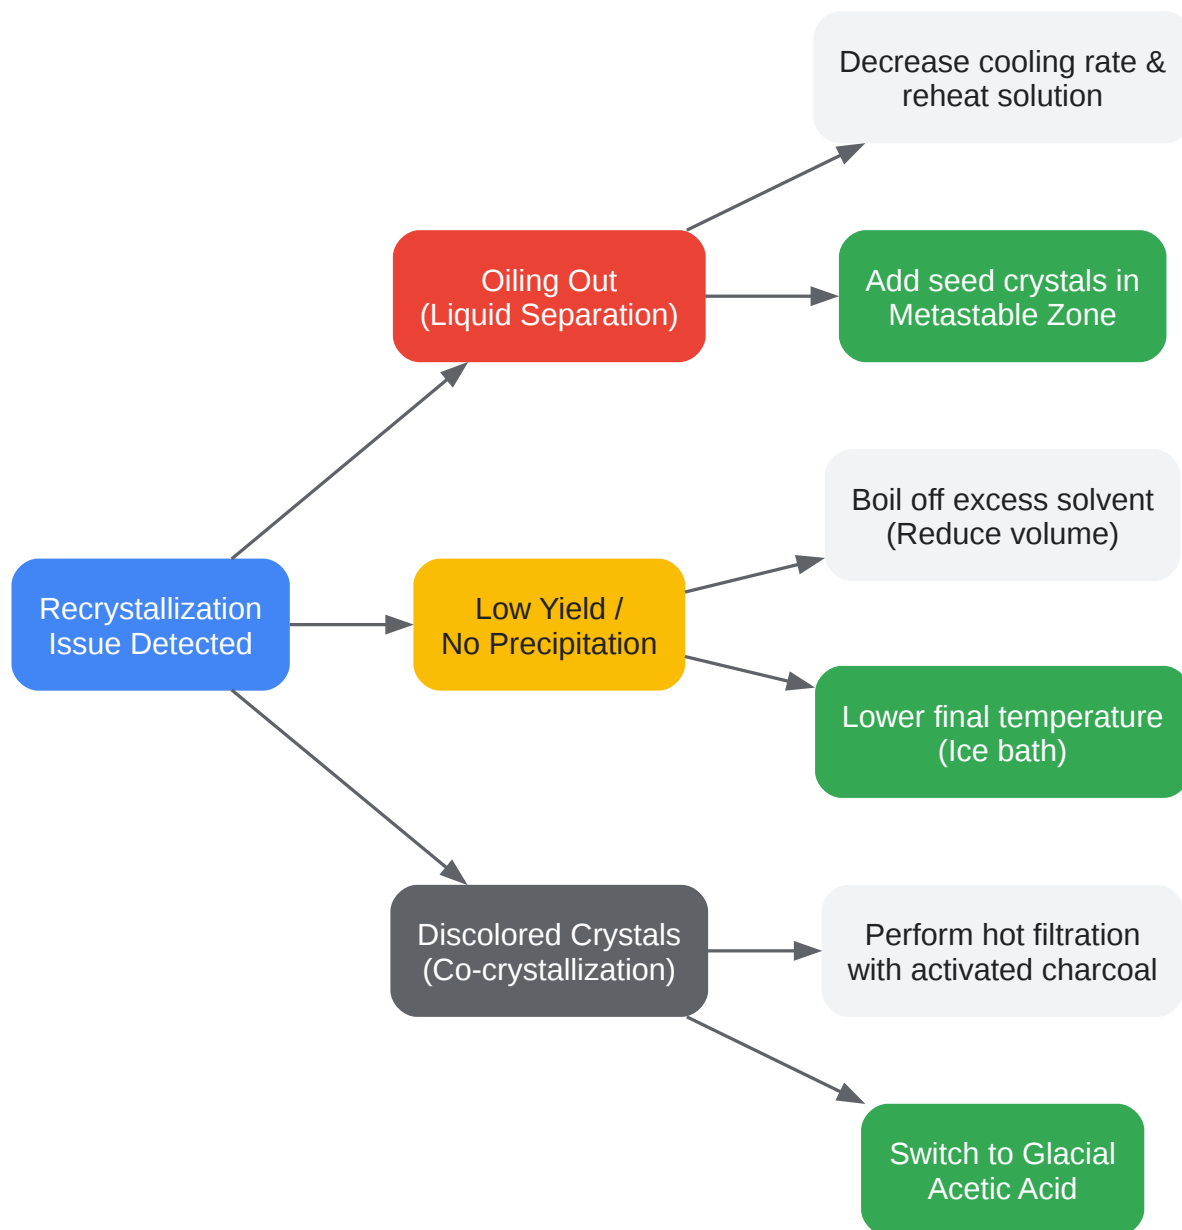 Decrease cooling rate &
reheat solution
Oiling Out
(Liquid Separation)
Add seed crystals in
Metastable Zone
Boil off excess solvent
(Reduce volume)
Recrystallization
Issue Detected
Low Yield /
No Precipitation
Lower final temperature
(Ice bath)
Discolored Crystals
(Co-crystallization)
Perform hot filtration
with activated charcoal
Switch to Glacial
Acetic Acid